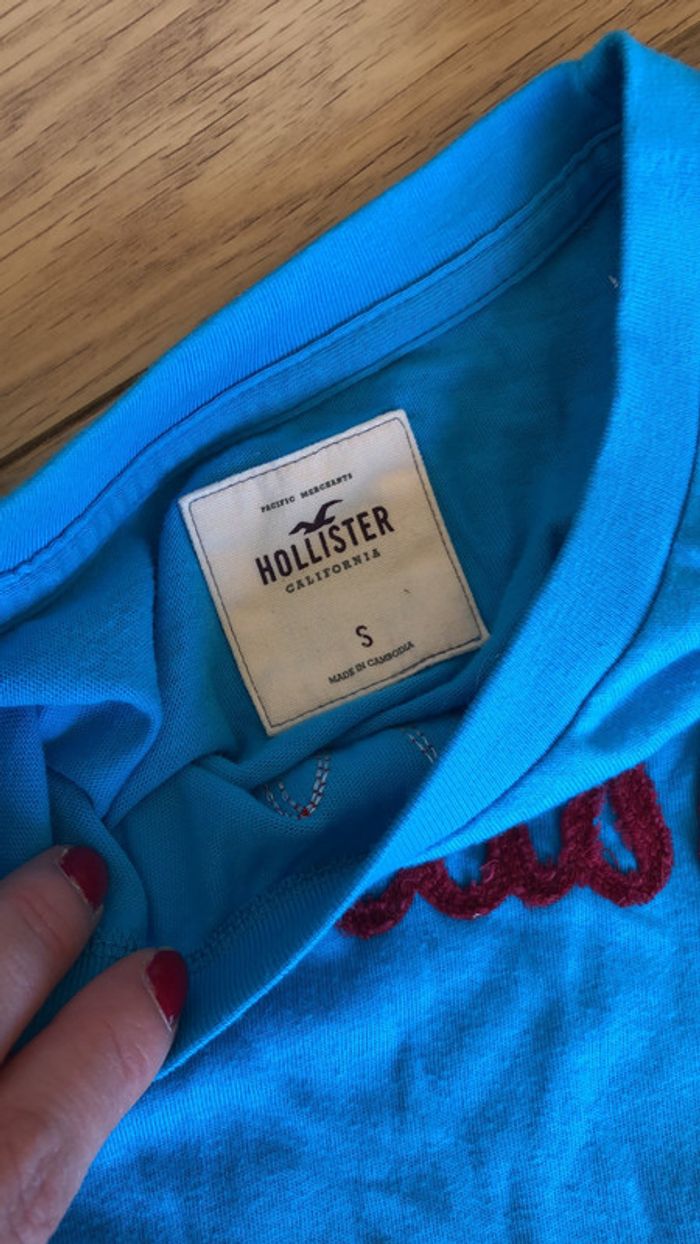 PACIFIC MERCHANTS
HOLLISTER
CALIFORNIA
S
MADE IN CAMBODIA